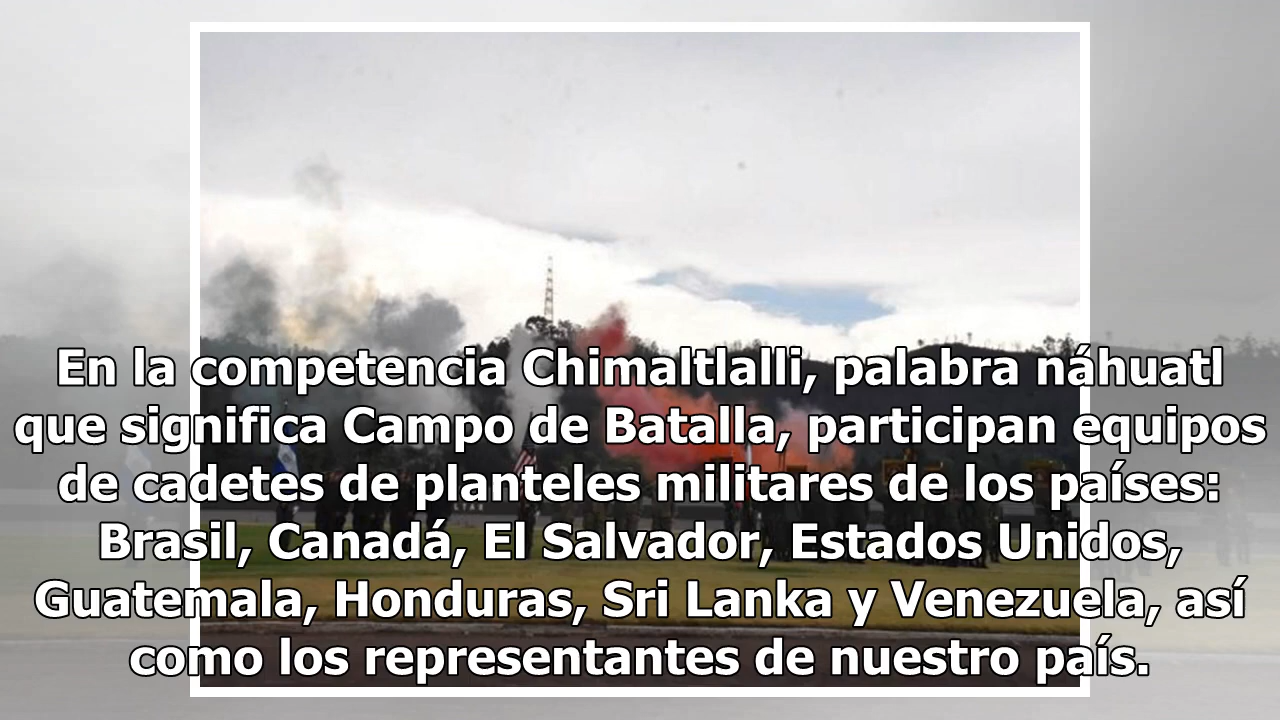 En la competencia Chimaltlalli, palabra náhuatl
que significa Campo de Batalla, participan equipos
de cadetes de planteles militares de los países:
Brasil, Canadá, El Salvador, Estados Unidos,
Guatemala, Honduras, Sri Lanka y Venezuela, así
como los representantes de nuestro país.